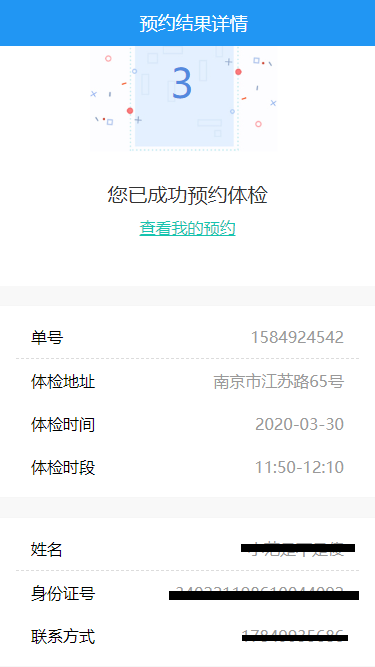 预约结果详情
3
您已成功预约体检
查看我的预约
单号 1584924542
体检地址 南京市江苏路65号
体检时间 2020-03-30
体检时段 11:50-12:10
姓名
身份证号
联系方式